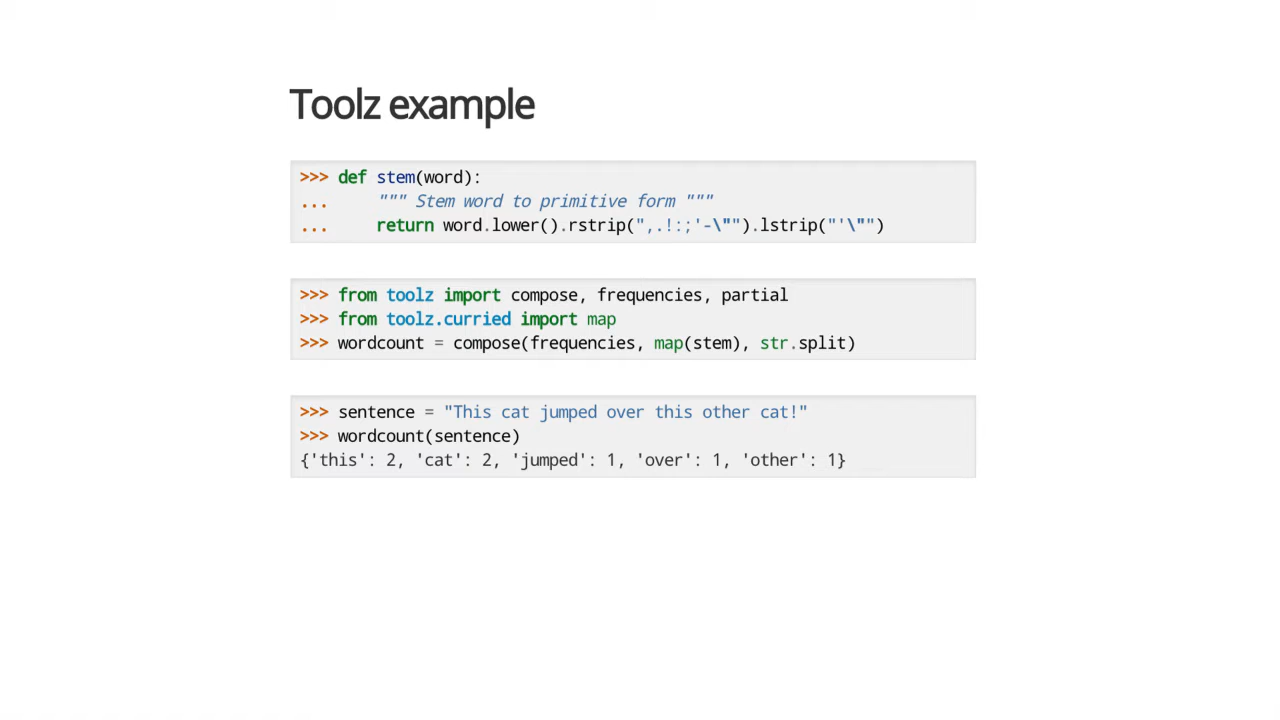 Toolz example
>>> def stem(word):
...     """ Stem word to primitive form """
...     return word.lower().rstrip(",.!:;'-\"").lstrip("'\"")
>>> from toolz import compose, frequencies, partial
>>> from toolz.curried import map
>>> wordcount = compose(frequencies, map(stem), str.split)
>>> sentence = "This cat jumped over this other cat!"
>>> wordcount(sentence)
{'this': 2, 'cat': 2, 'jumped': 1, 'over': 1, 'other': 1}